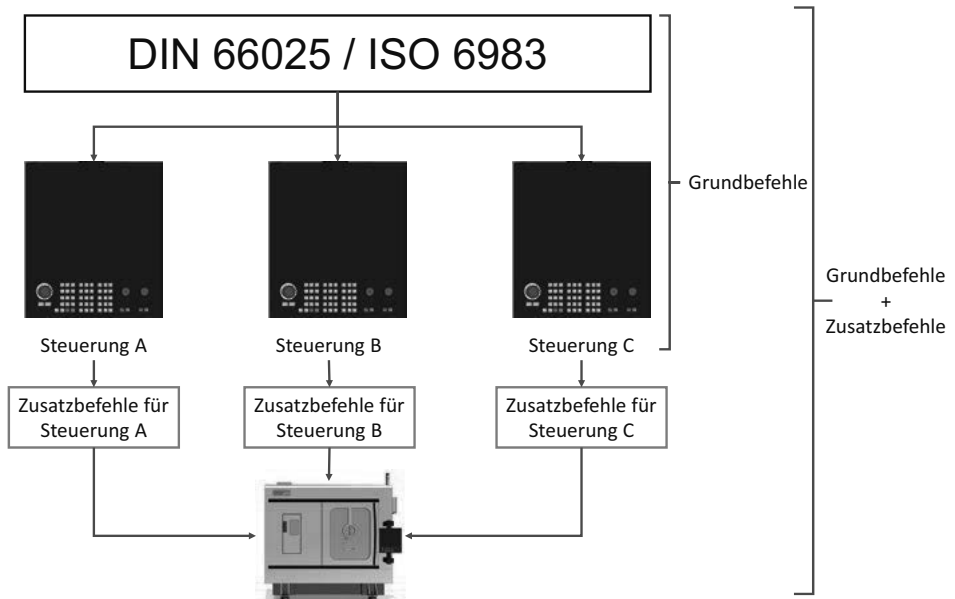 DIN 66025 / ISO 6983
Grundbefehle
Grundbefehle
+
Zusatzbefehle
Steuerung A
Steuerung B
Steuerung C
Zusatzbefehle für
Steuerung A
Zusatzbefehle für
Steuerung B
Zusatzbefehle für
Steuerung C